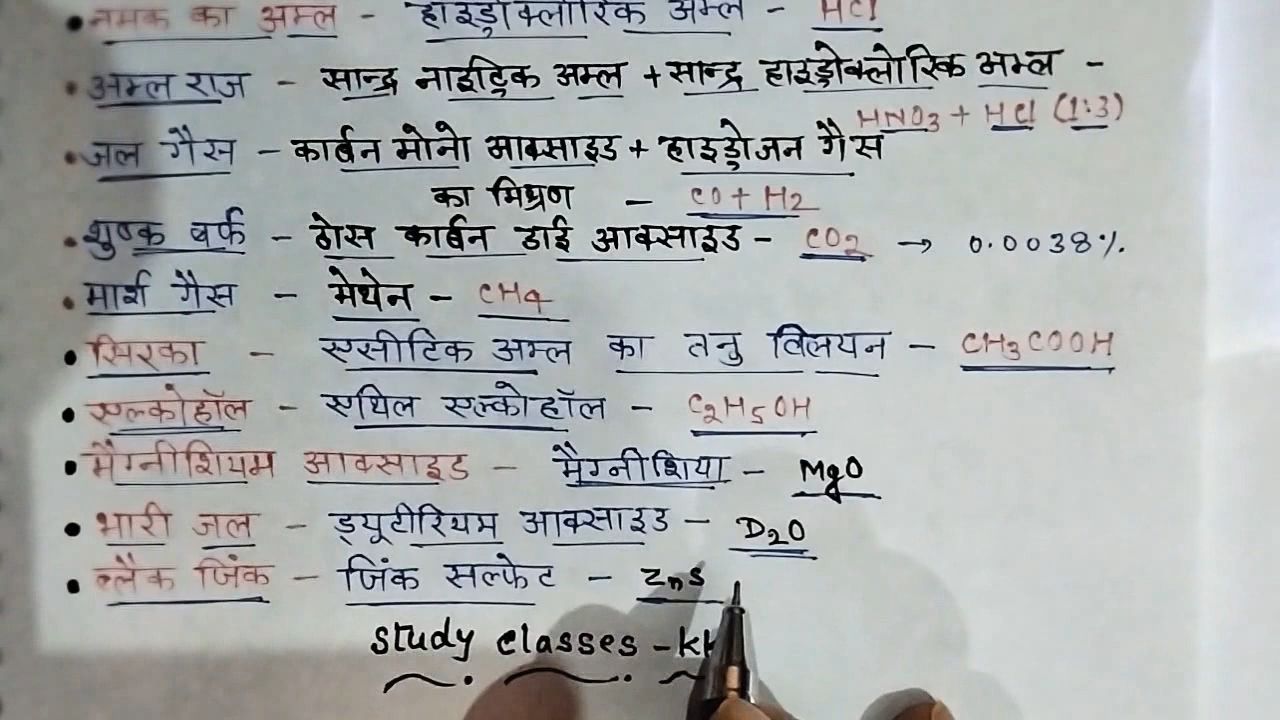 • नमक का अम्ल - हाइड्रोक्लोरिक अम्ल - HCl
• अम्ल राज - सान्द्र नाइट्रिक अम्ल + सान्द्र हाइड्रोक्लोरिक अम्ल -
HNO3 + HCl (1:3)
• जल गैस - कार्बन मोनो आक्साइड + हाइड्रोजन गैस
का मिश्रण - CO + H2
• शुष्क बर्फ - ठोस कार्बन डाई आक्साइड - CO2 → 0.0038%
• मार्श गैस - मेथेन - CH4
• सिरका - एसीटिक अम्ल का तनु विलयन - CH3COOH
• एल्कोहॉल - एथिल एल्कोहॉल - C2H5OH
• मैग्नीशियम आक्साइड - मैग्नीशिया - MgO
• भारी जल - ड्यूटीरियम आक्साइड - D2O
• ब्लैक जिंक - जिंक सल्फेट - ZnS
study classes -